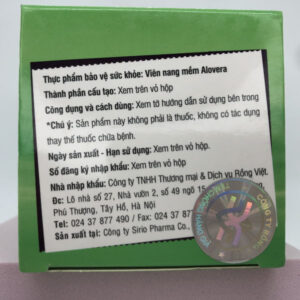 Thực phẩm bảo vệ sức khỏe: Viên nang mềm Alovera
Thành phần cấu tạo: Xem trên vỏ hộp.
Công dụng và cách dùng: Xem tờ hướng dẫn sử dụng bên trong
*Chú ý: Sản phẩm này không phải là thuốc, không có tác dụng
thay thế thuốc chữa bệnh.
Ngày sản xuất - Hạn sử dụng: Xem trên vỏ hộp.
Số đăng ký nhập khẩu: Xem trên vỏ hộp.
Nhà nhập khẩu: Công ty TNHH Thương mại & Dịch vụ Rồng Việt.
Đc: Lô nhà số 27, Nhà vườn 2, số 49 ngõ
Phú Thượng, Tây Hồ, Hà Nội
ĐT: 024 37 877 490 / Fax: 024 37 877
Sản xuất tại: Công ty Sirio Pharma Co.,
CÔNG TY RỒNG